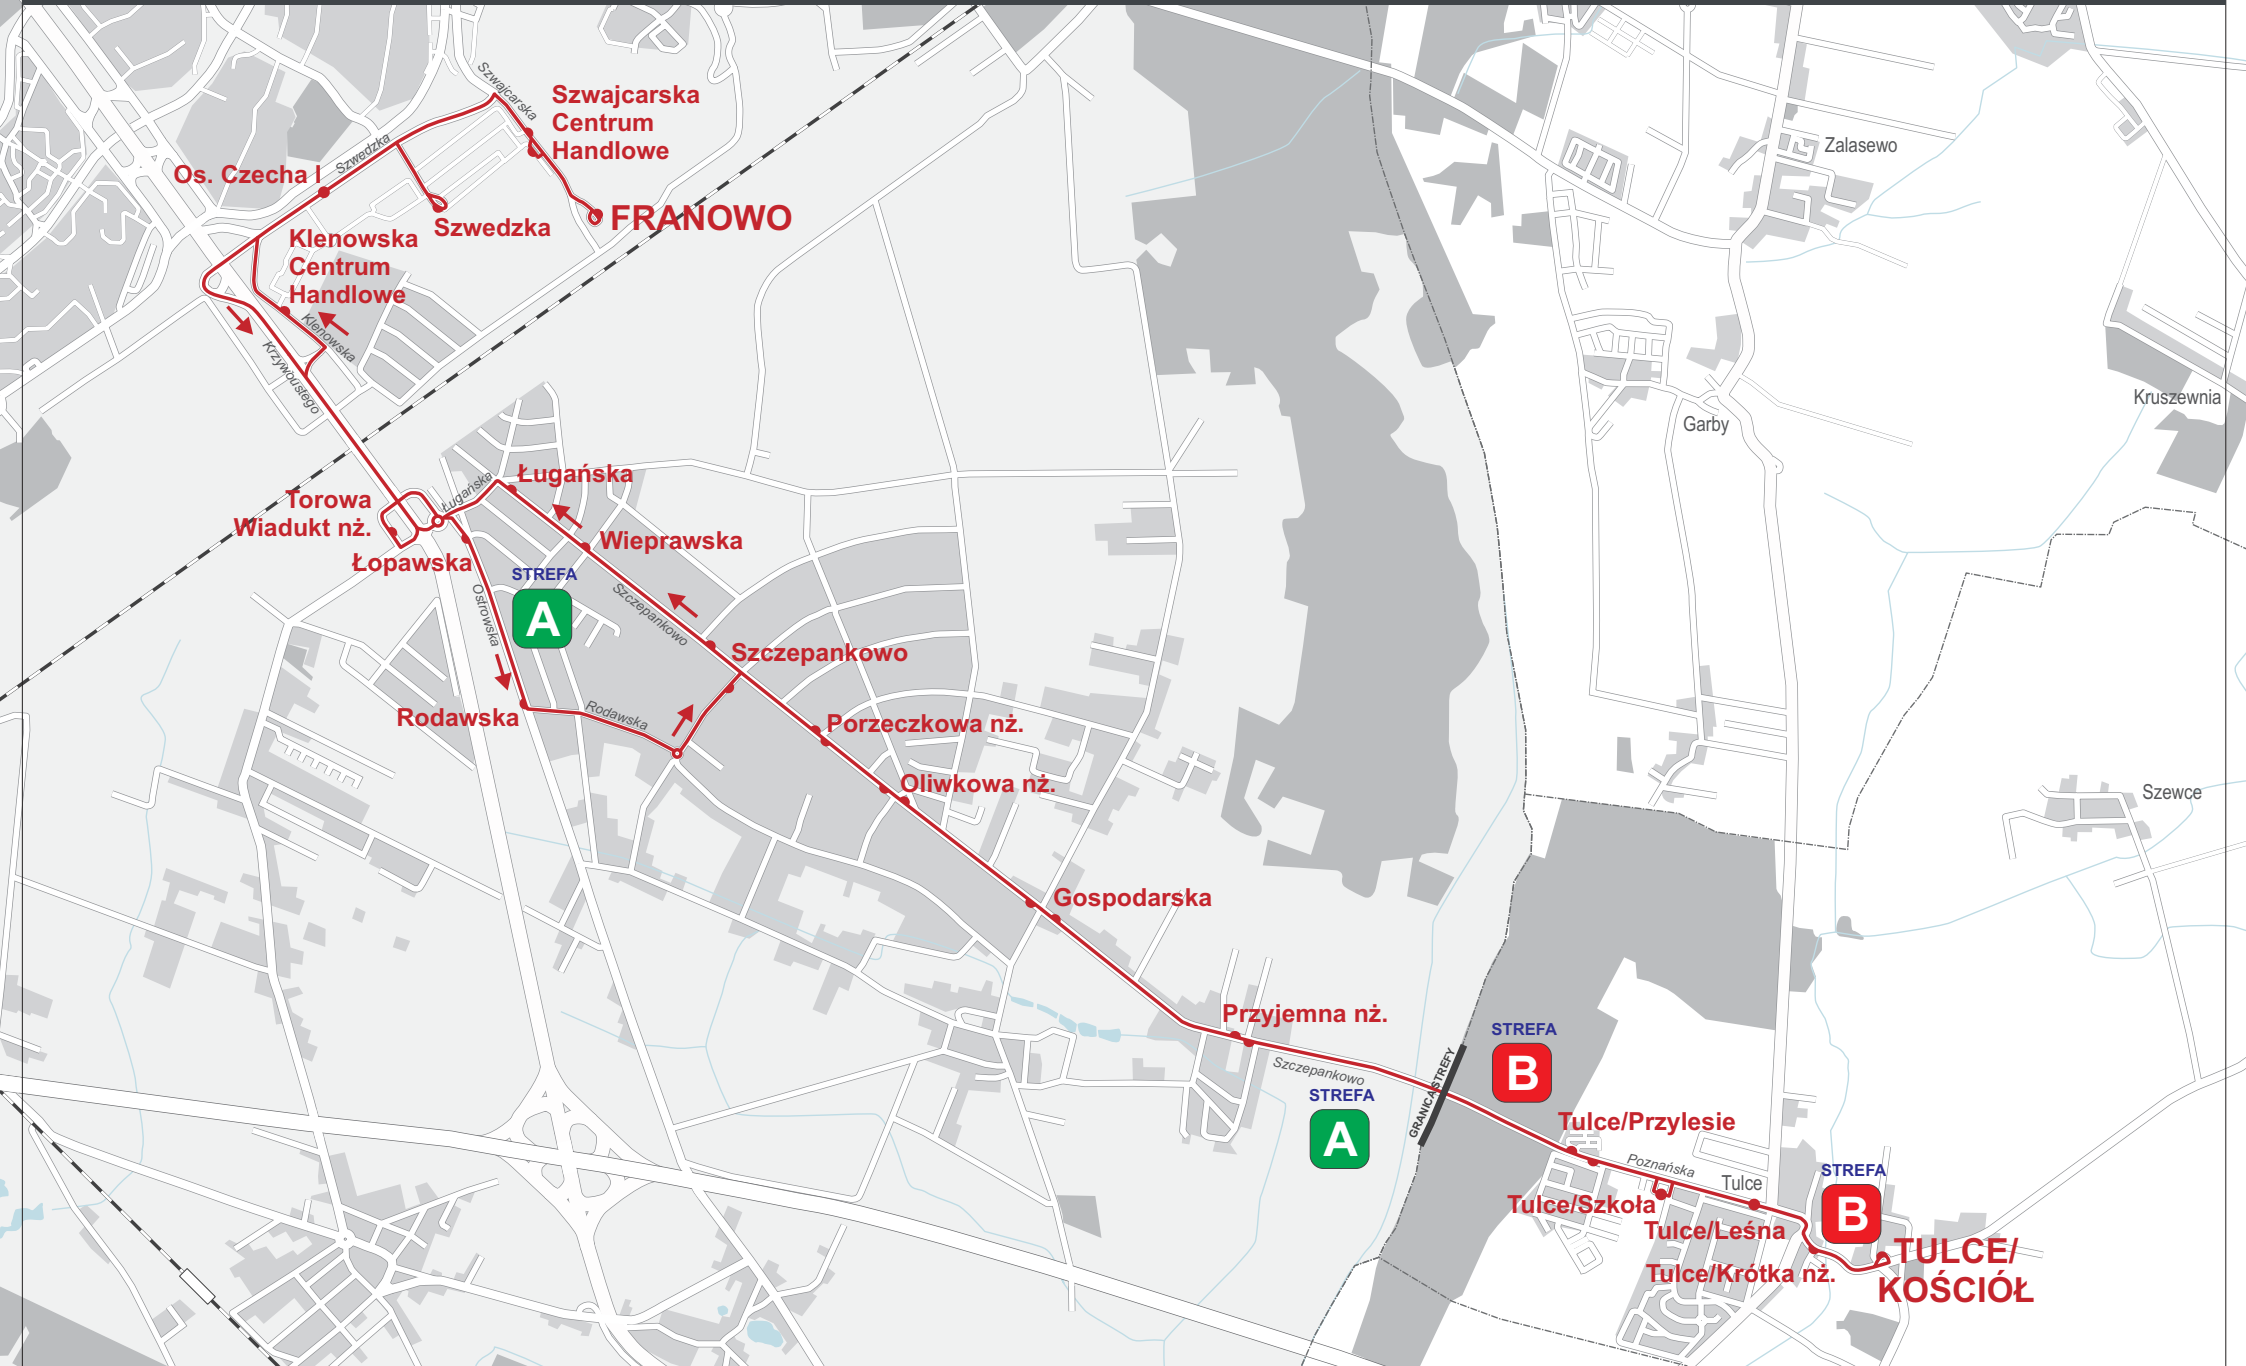 Szwajcarska
Szwajcarska
Centrum
Handlowe
Szwedzka
Os. Czecha I
Szwedzka
FRANOWO
Klenowska
Centrum
Handlowe
Klenowska
Krzywoustego
Zalasewo
Kruszewnia
Garby
Ługańska
Ługańska
Torowa
Wiadukt nż.
Wieprawska
Łopawska
STREFA
A
Ostrowska
Szczepankowo
Szczepankowo
Rodawska
Rodawska
Porzeczkowa nż.
Oliwkowa nż.
Szewce
Gospodarska
Przyjemna nż.
Szczepankowo
STREFA
A
GRANICA STREFY
STREFA
B
Tulce/Przylesie
Poznańska
Tulce
STREFA
B
Tulce/Szkoła
Tulce/Leśna
Tulce/Krótka nż.
TULCE/
KOŚCIÓŁ